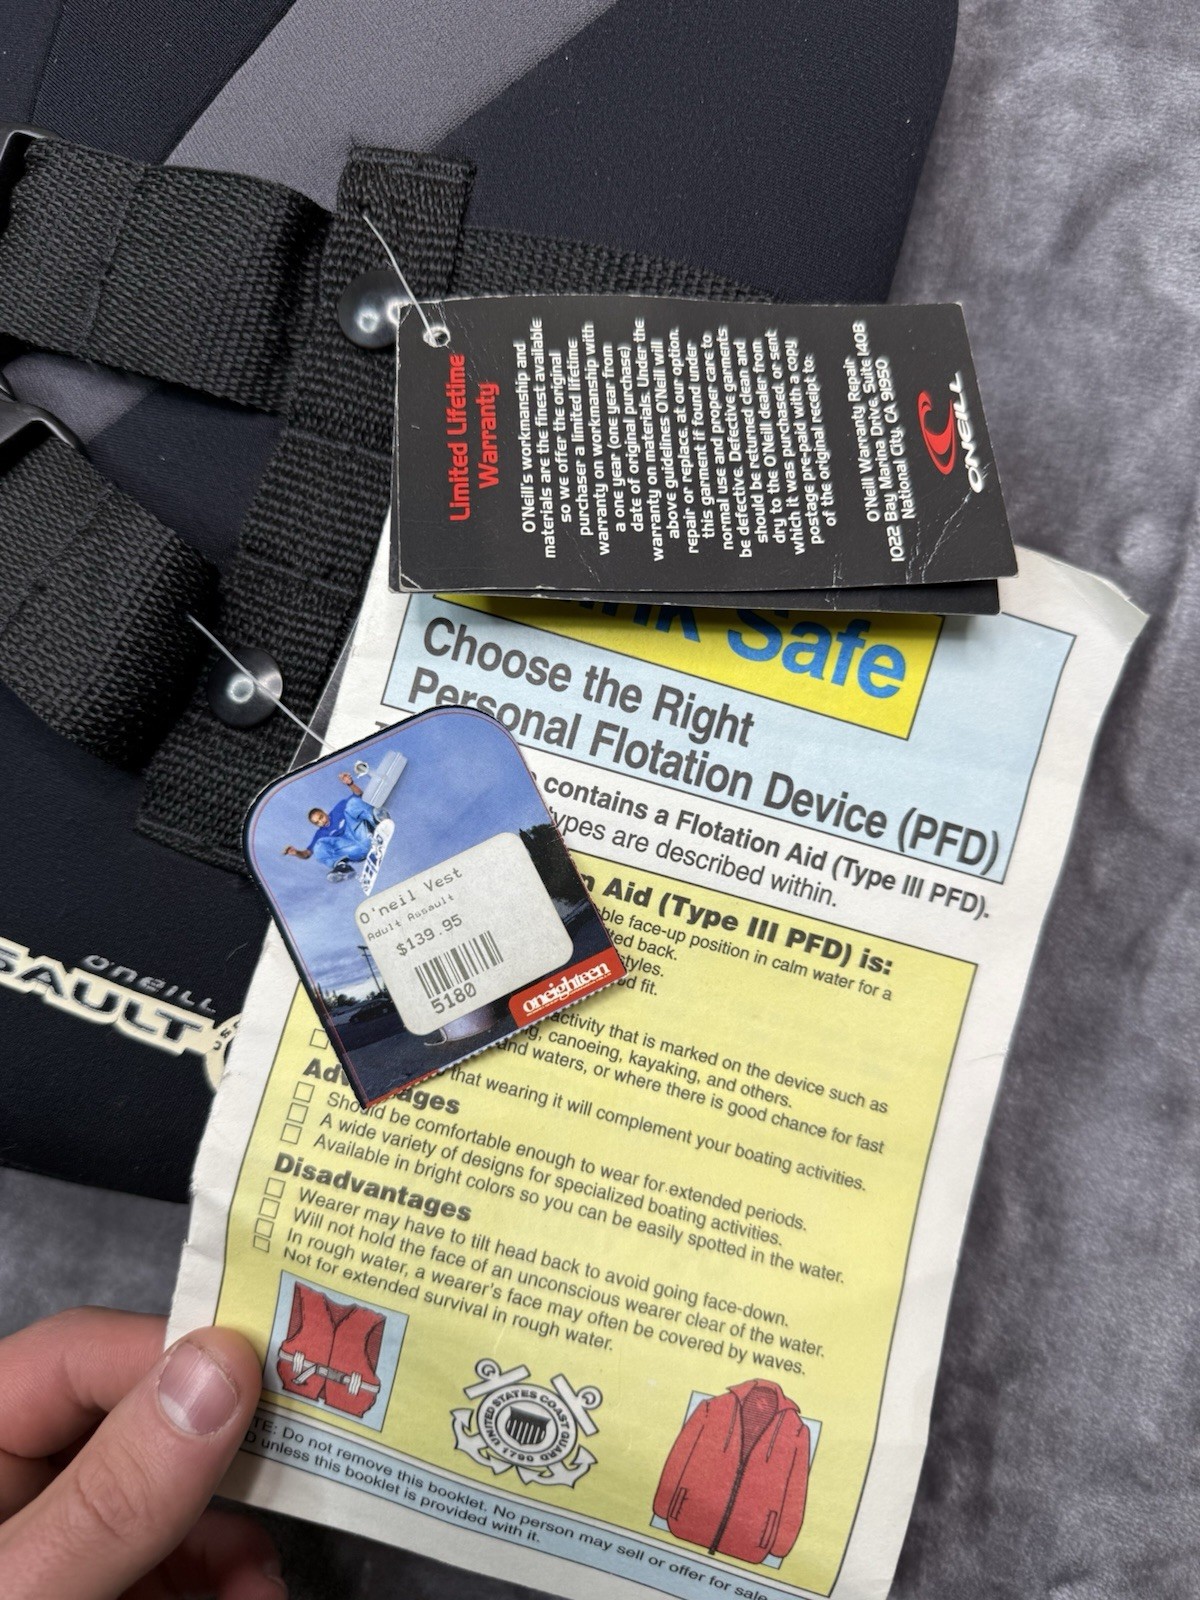 Limited Lifetime
Warranty
O'Neill's workmanship and
materials are the finest available
so we offer the original
purchaser a limited lifetime
warranty on workmanship with
a one year (one year from
date of original purchase)
warranty on materials. Under the
above guidelines O'Neill will
repair or replace, at our option,
this garment if found under
normal use and proper care to
be defective. Defective garments
should be returned clean and
dry to the O'Neill dealer from
which it was purchased, or sent
postage pre-paid with a copy
of the original receipt to:
O'Neill Warranty Repair
1022 Bay Marina Drive, Suite 140B
National City, CA 91950
O'NEILL
Safe
Choose the Right
Personal Flotation Device (PFD)
contains a Flotation Aid (Type III PFD).
types are described within.
Aid (Type III PFD) is:
face-up position in calm water for a
back.
styles.
fit.
activity that is marked on the device such as
canoeing, kayaking, and others.
waters, or where there is good chance for fast
that wearing it will complement your boating activities.
Advantages
Should be comfortable enough to wear for extended periods.
A wide variety of designs for specialized boating activities.
Available in bright colors so you can be easily spotted in the water.
Disadvantages
Wearer may have to tilt head back to avoid going face-down.
Will not hold the face of an unconscious wearer clear of the water.
In rough water, a wearer's face may often be covered by waves.
Not for extended survival in rough water.
UNITED STATES COAST GUARD
1790
Do not remove this booklet. No person may sell or offer for sale
unless this booklet is provided with it.
O'neil Vest
Adult Assault
$139.95
5180
oneighteen
O'NEILL
SAULT